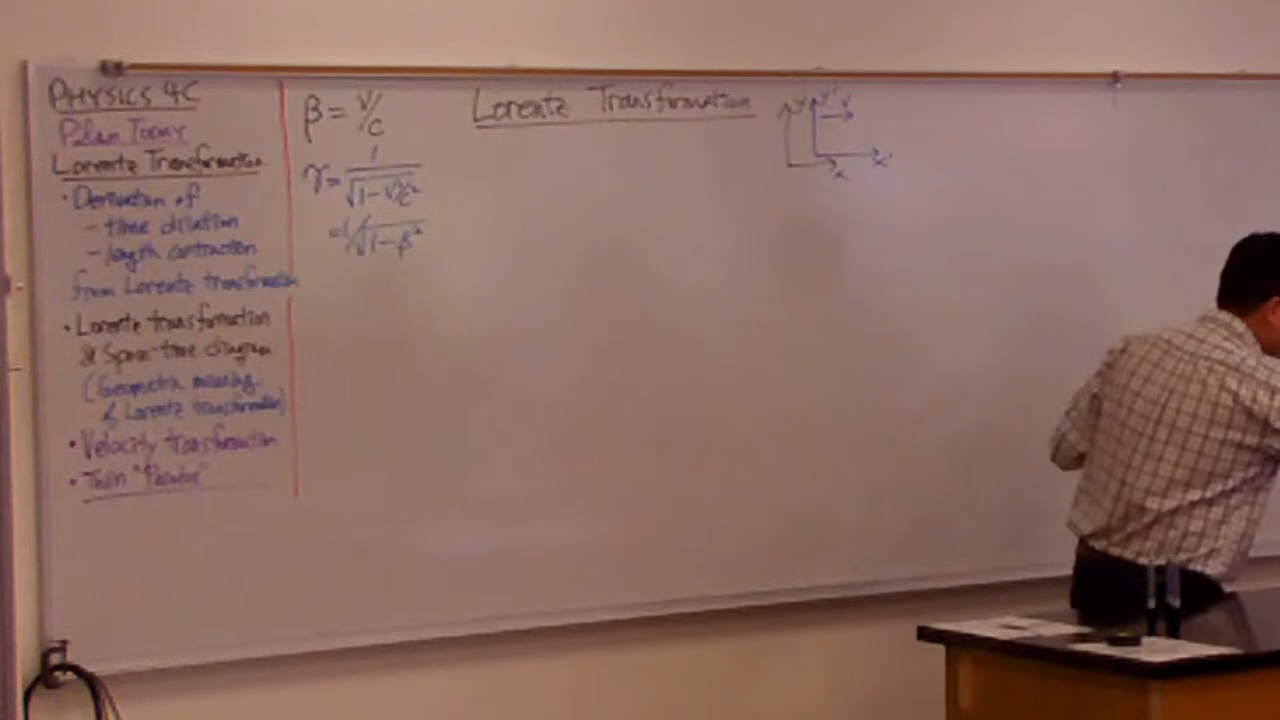 PHYSICS 4C
Plan Today
Lorentz Transformation
• Derivation of
- time dilation
- length contraction
from Lorentz transformation
• Lorentz transformation
& Space-time diagram
(Geometric meaning
of Lorentz transformation)
• Velocity transformation
• Twin "Paradox"
β = V/c
γ = 1/√1-V²/c²
= 1/√1-β²
Lorentz Transformation
y y' v
x x'